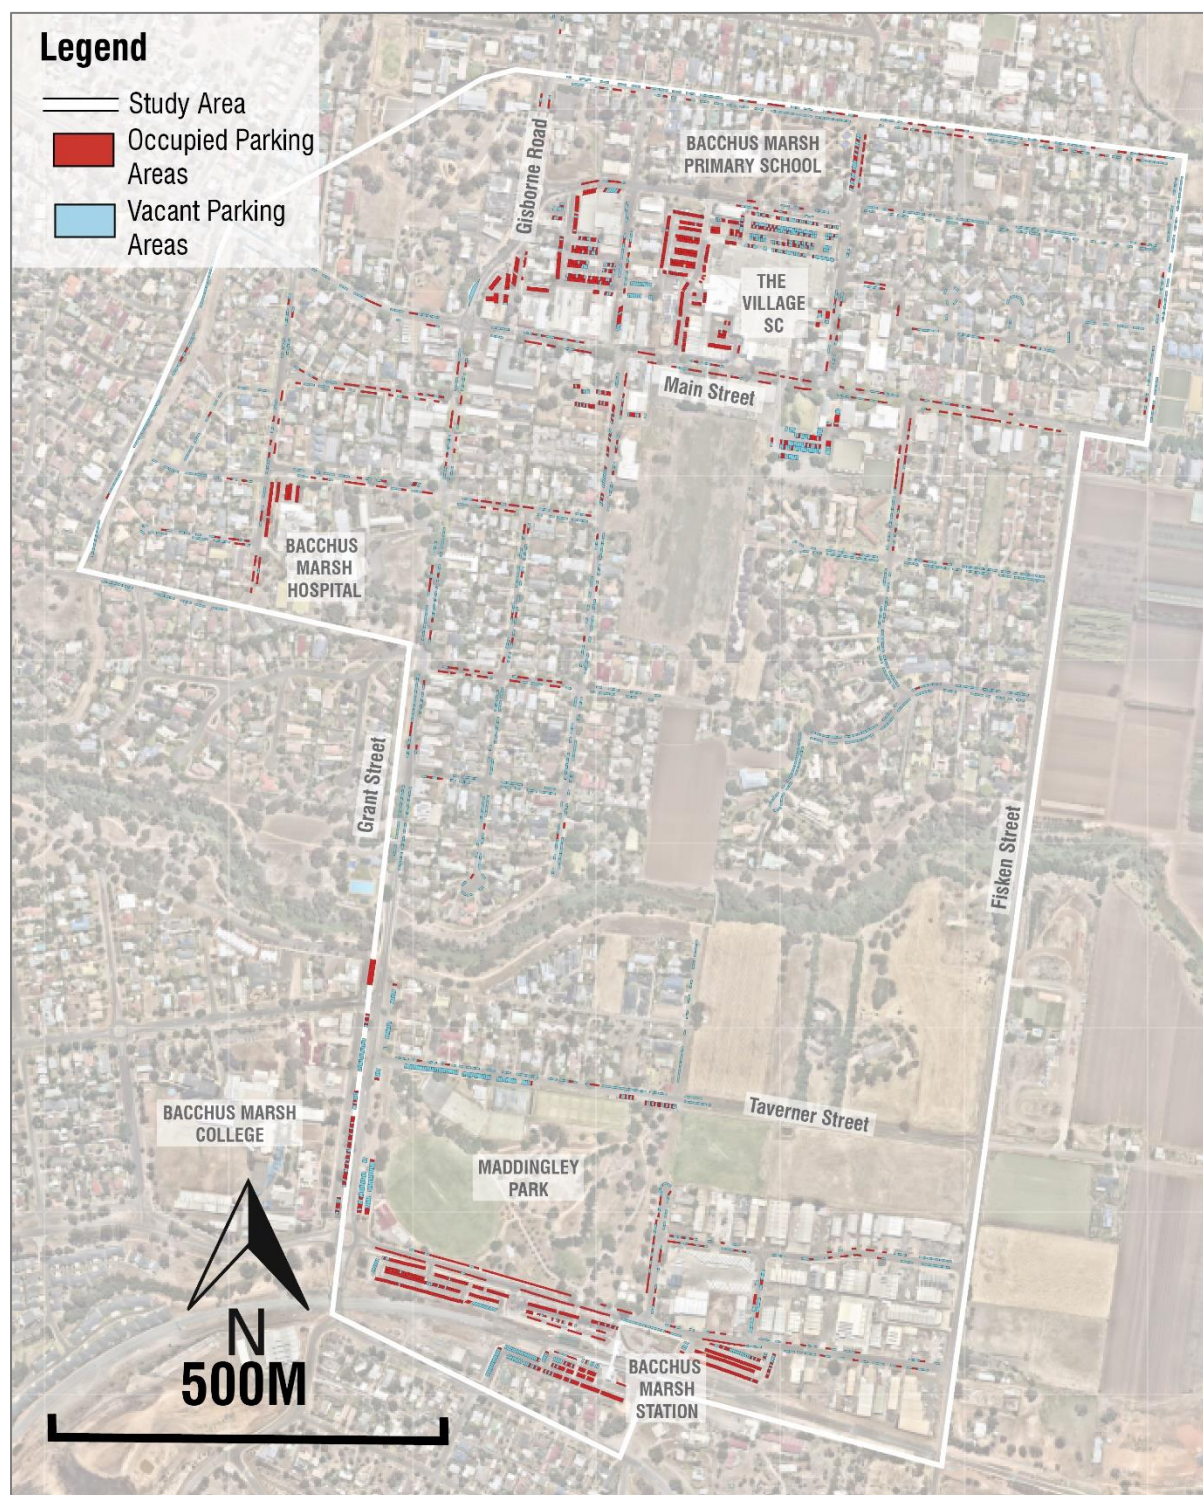 Legend
Study Area
Occupied Parking
Areas
Vacant Parking
Areas
Gisborne Road
BACCHUS MARSH
PRIMARY SCHOOL
THE
VILLAGE
SC
Main Street
BACCHUS
MARSH
HOSPITAL
Grant Street
Fisken Street
BACCHUS MARSH
COLLEGE
Taverner Street
MADDINGLEY
PARK
N
500M
BACCHUS
MARSH
STATION